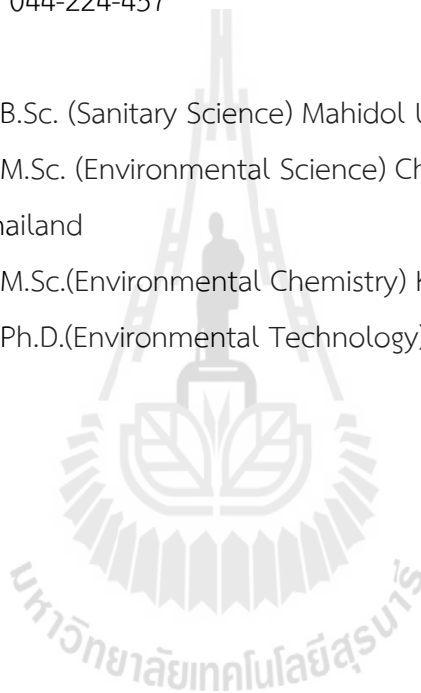 044-224-457
B.Sc. (Sanitary Science) Mahidol U
M.Sc. (Environmental Science) Ch
hailand
M.Sc.(Environmental Chemistry) K
Ph.D.(Environmental Technology)
มหาวิทยาลัยเทคโนโลยีสุรนารี